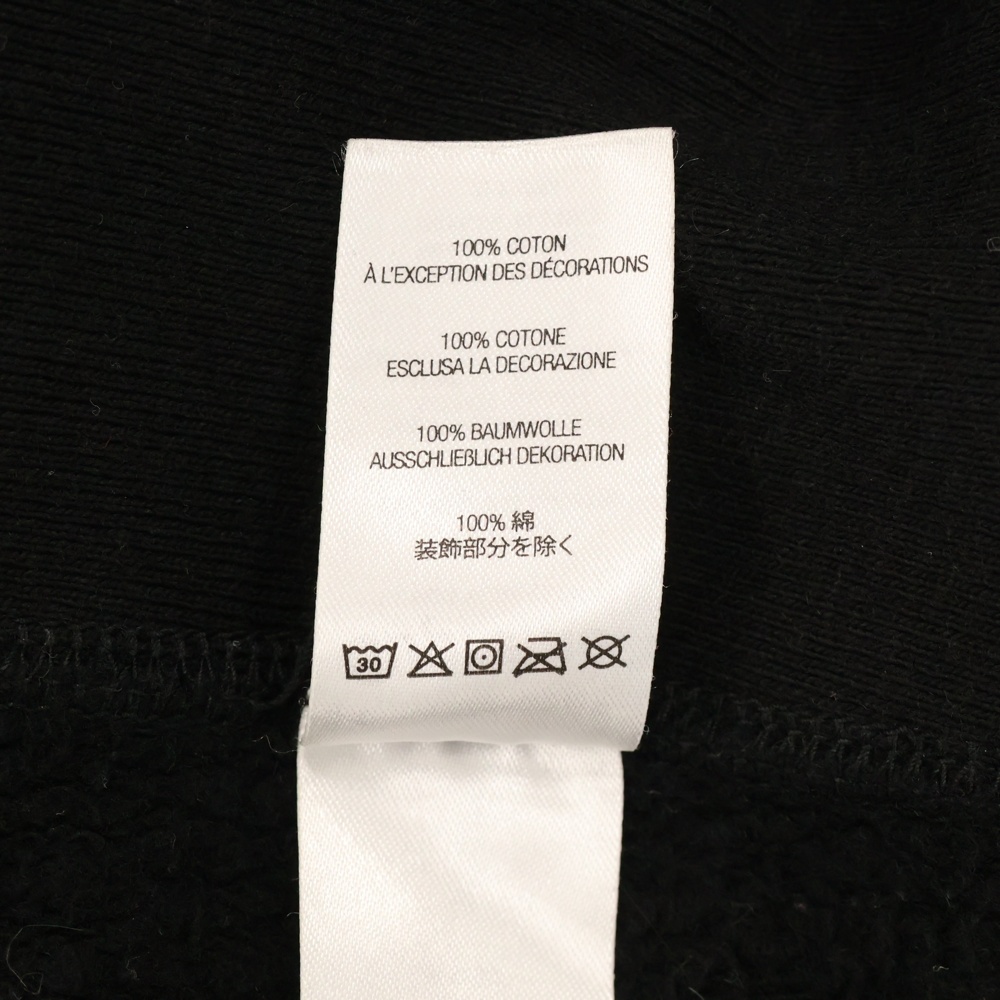 100% COTON
À L'EXCEPTION DES DÉCORATIONS
100% COTONE
ESCLUSA LA DECORAZIONE
100% BAUMWOLLE
AUSSCHLIEßLICH DEKORATION
100% 綿
装飾部分を除く
30